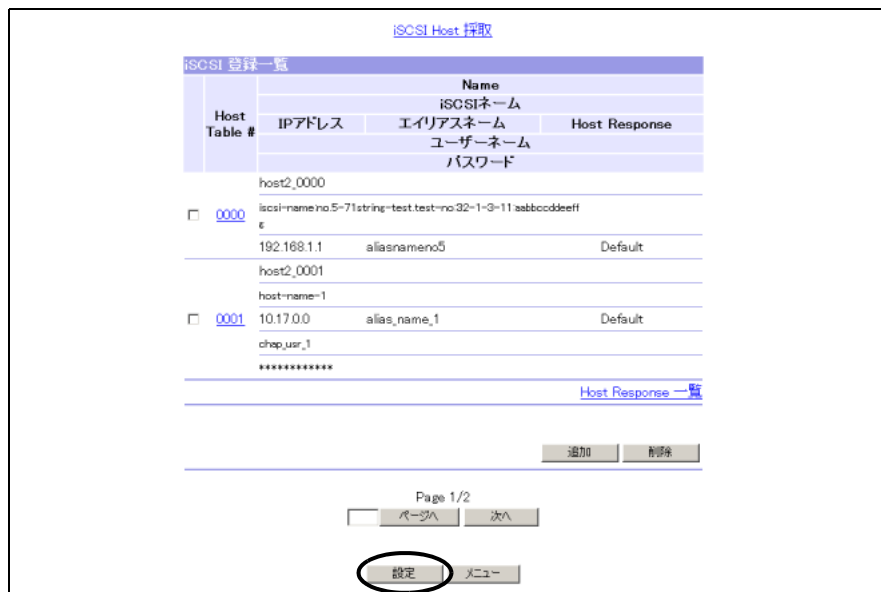 iSCSI Host 採取
iSCSI 登録一覧
Host Table #
Name
iSCSIネーム
IPアドレス エイリアスネーム Host Response
ユーザーネーム
パスワード
host2_0000
0000
iscsi-name:no.5-71string-test.test-no:32-1-3-11:aabbccddeeff
g
192.168.1.1 aliasnameno5 Default
host2_0001
host-name-1
0001 10.17.0.0 alias_name_1 Default
chap_usr_1
************
Host Response 一覧
追加 削除
Page 1/2
ページへ 次へ
設定 メニュー